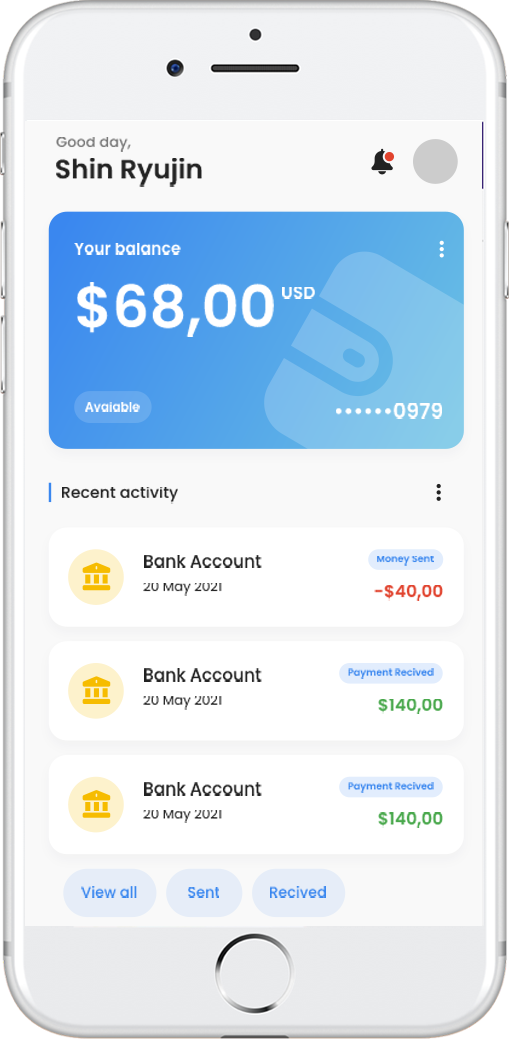 Good day,
Shin Ryujin
Your balance
$68,00 USD
Avaiable
••••••0979
Recent activity
Bank Account
Money Sent
20 May 2021
-$40,00
Bank Account
Payment Recived
20 May 2021
$140,00
Bank Account
Payment Recived
20 May 2021
$140,00
View all
Sent
Recived